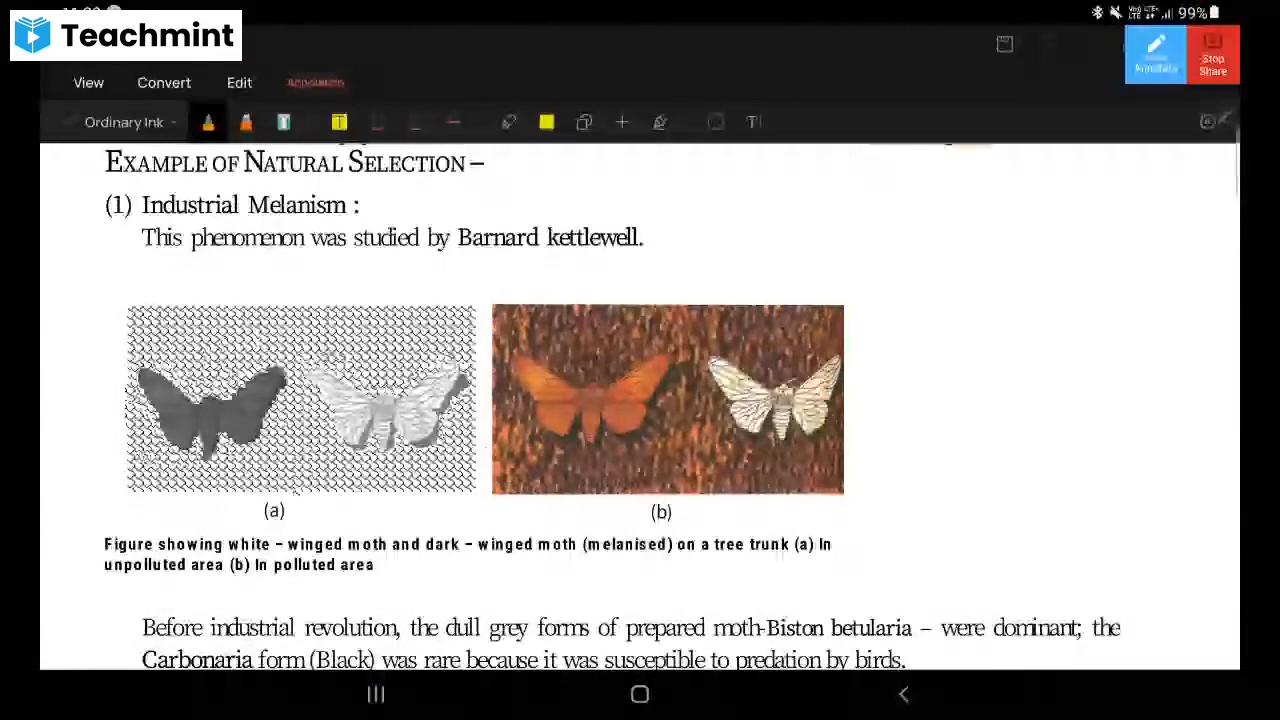 99%
Teachmint
Stop
Share
View Convert Edit
Ordinary Ink
EXAMPLE OF NATURAL SELECTION –
(1) Industrial Melanism :
This phenomenon was studied by Barnard kettlewell.
(a)
(b)
Figure showing white – winged moth and dark – winged moth (melanised) on a tree trunk (a) In
unpolluted area (b) In polluted area
Before industrial revolution, the dull grey forms of prepared moth-Biston betularia – were dominant; the
Carbonaria form (Black) was rare because it was susceptible to predation by birds.